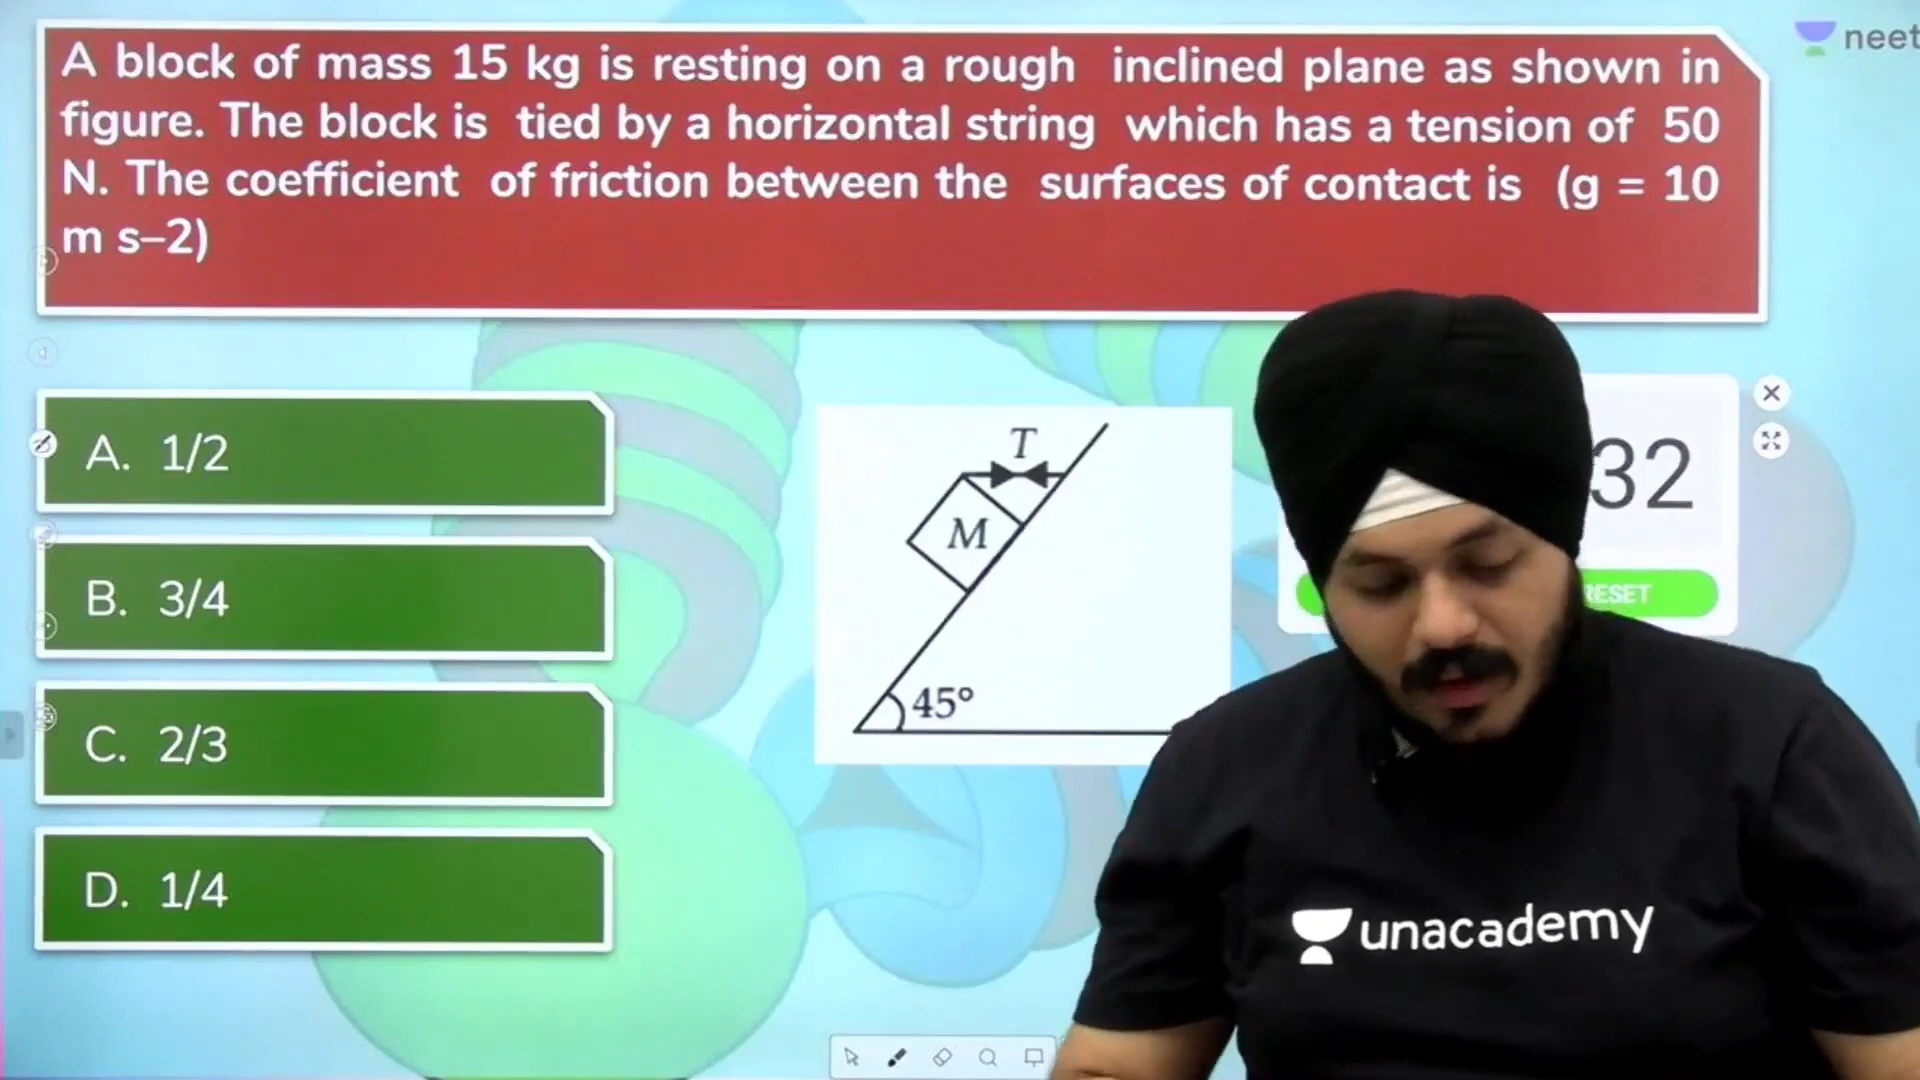 A block of mass 15 kg is resting on a rough inclined plane as shown in
figure. The block is tied by a horizontal string which has a tension of 50
N. The coefficient of friction between the surfaces of contact is (g = 10
m s–2)
neet
A. 1/2
B. 3/4
C. 2/3
D. 1/4
T
M
45°
32
RESET
unacademy